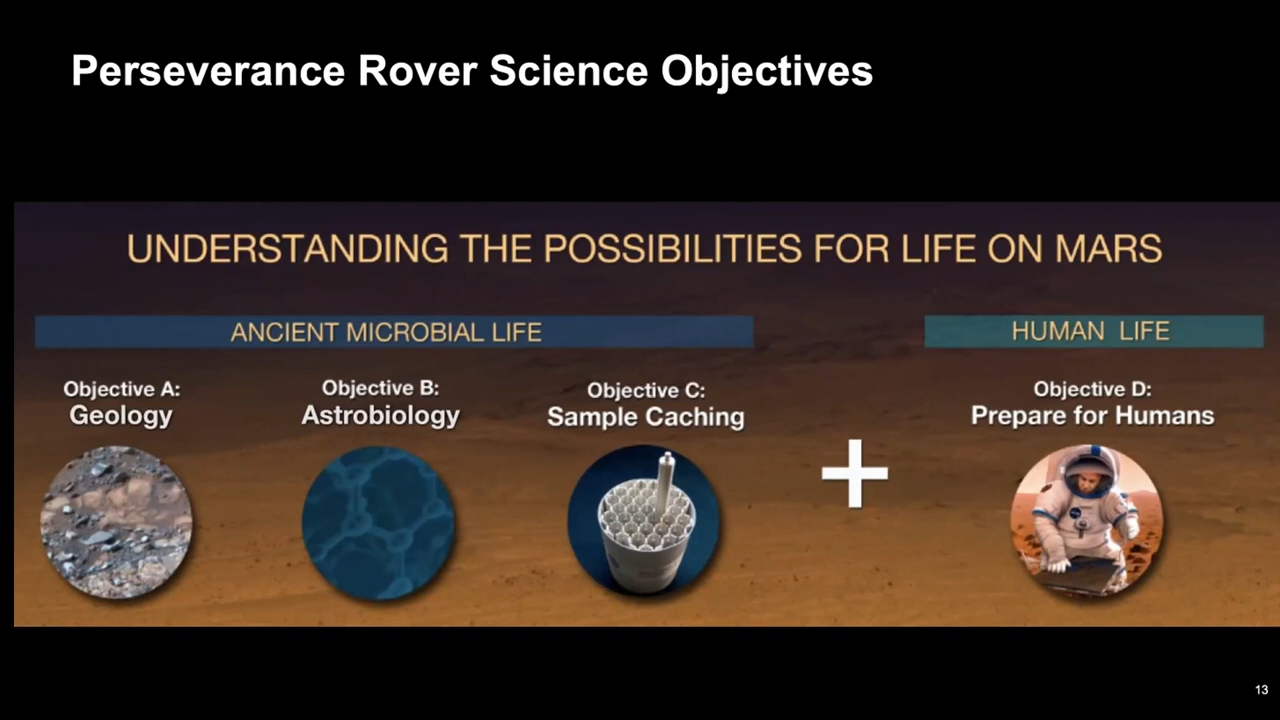 Perseverance Rover Science Objectives
UNDERSTANDING THE POSSIBILITIES FOR LIFE ON MARS
ANCIENT MICROBIAL LIFE
HUMAN LIFE
Objective A:
Geology
Objective B:
Astrobiology
Objective C:
Sample Caching
Objective D:
Prepare for Humans
13